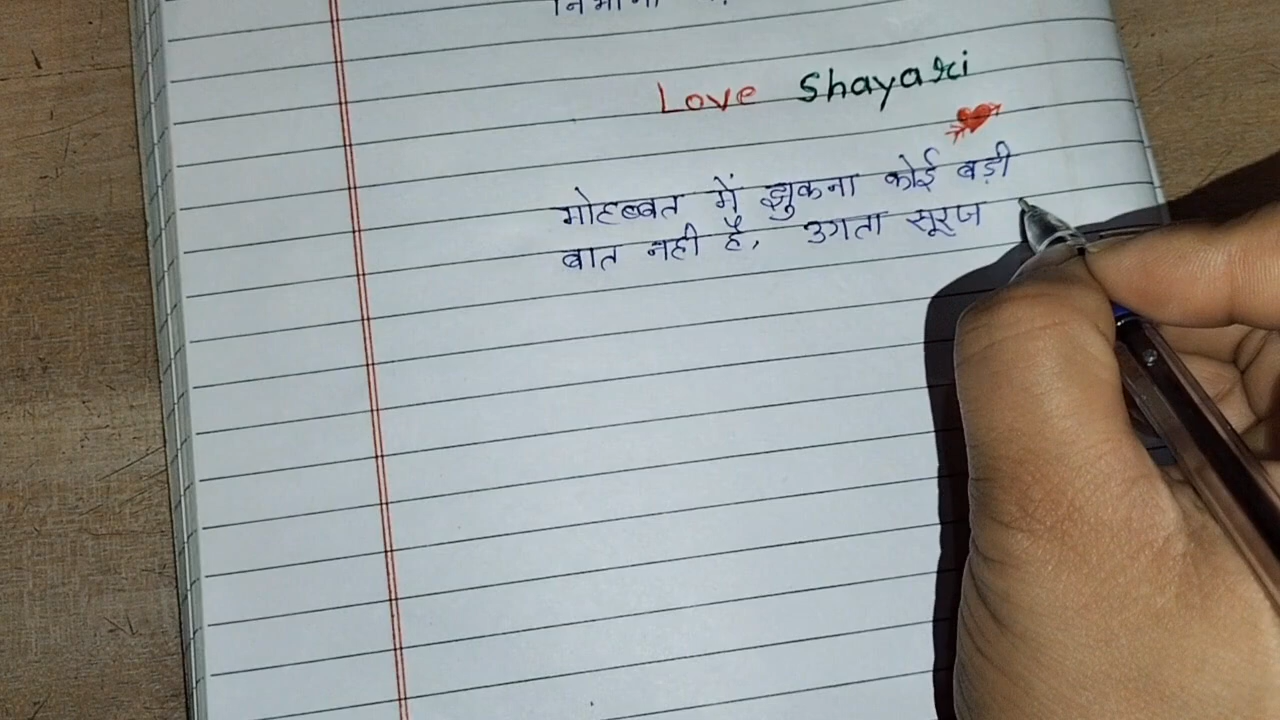 Love Shayari
मोहब्बत में झुकना कोई बड़ी
बात नही है, उगता सूरज